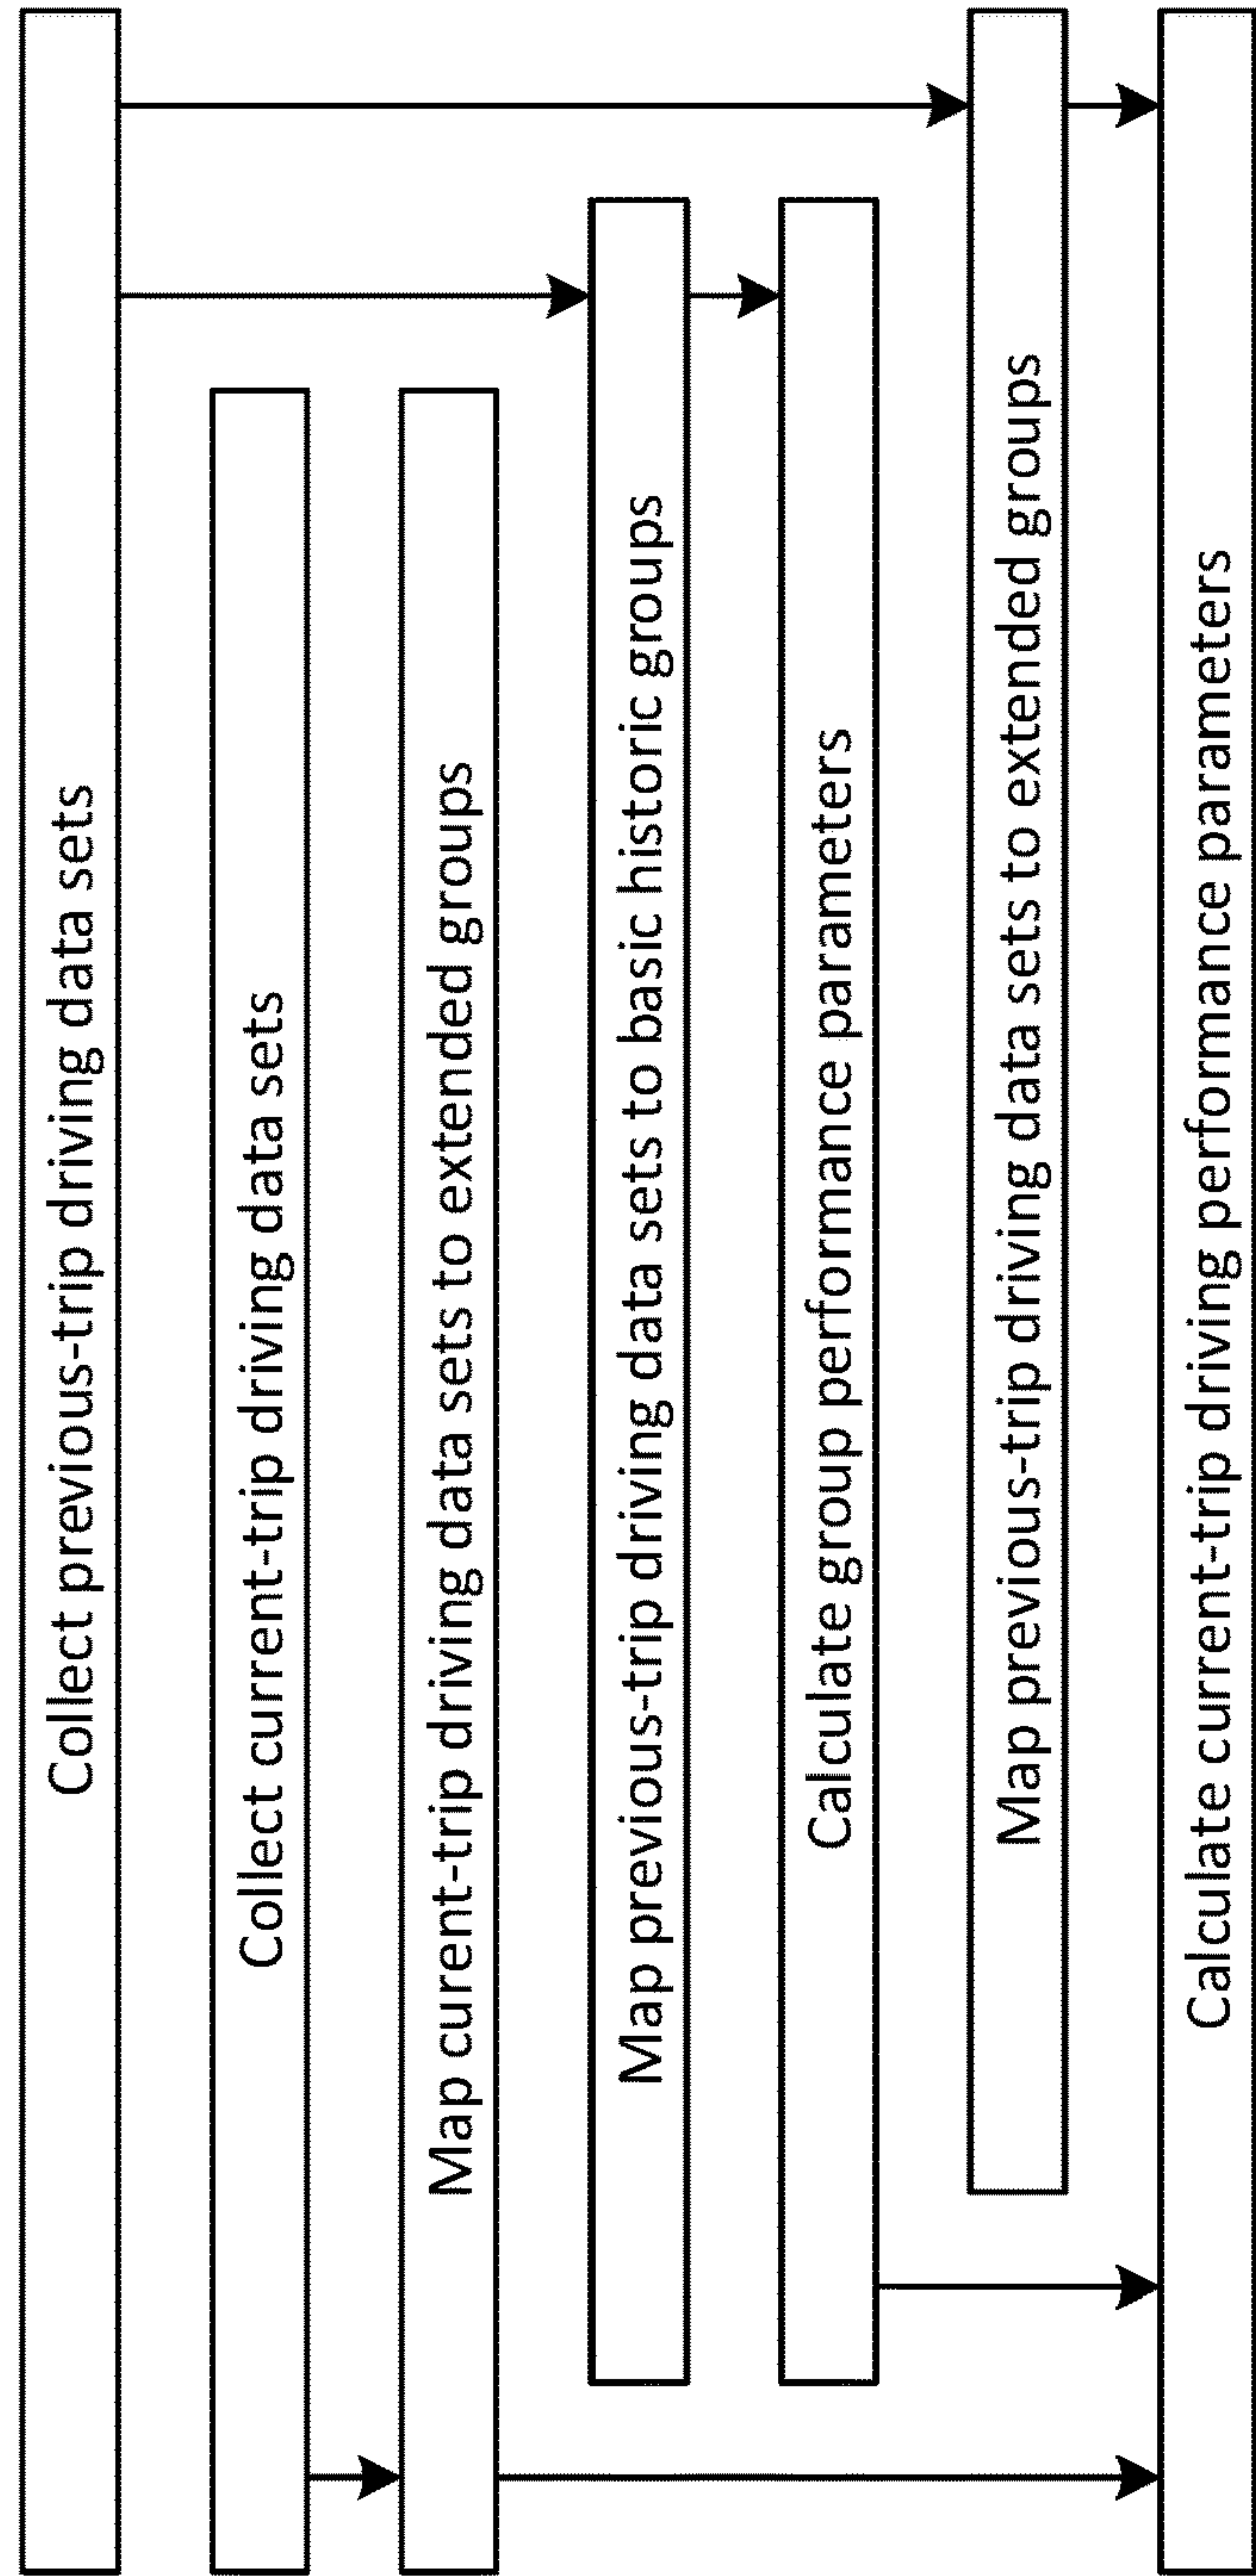 Collect previous-trip driving data sets
Collect current-trip driving data sets
Map curent-trip driving data sets to extended groups
Map previous-trip driving data sets to basic historic groups
Calculate group performance parameters
Map previous-trip driving data sets to extended groups
Calculate current-trip driving performance parameters